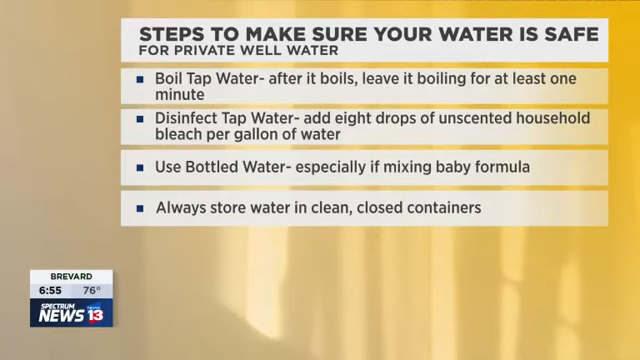 STEPS TO MAKE SURE YOUR WATER IS SAFE
FOR PRIVATE WELL WATER
Boil Tap Water- after it boils, leave it boiling for at least one
minute
Disinfect Tap Water- add eight drops of unscented household
bleach per gallon of water
Use Bottled Water- especially if mixing baby formula
Always store water in clean, closed containers
BREVARD
6:55 76°
SPECTRUM
NEWS 13